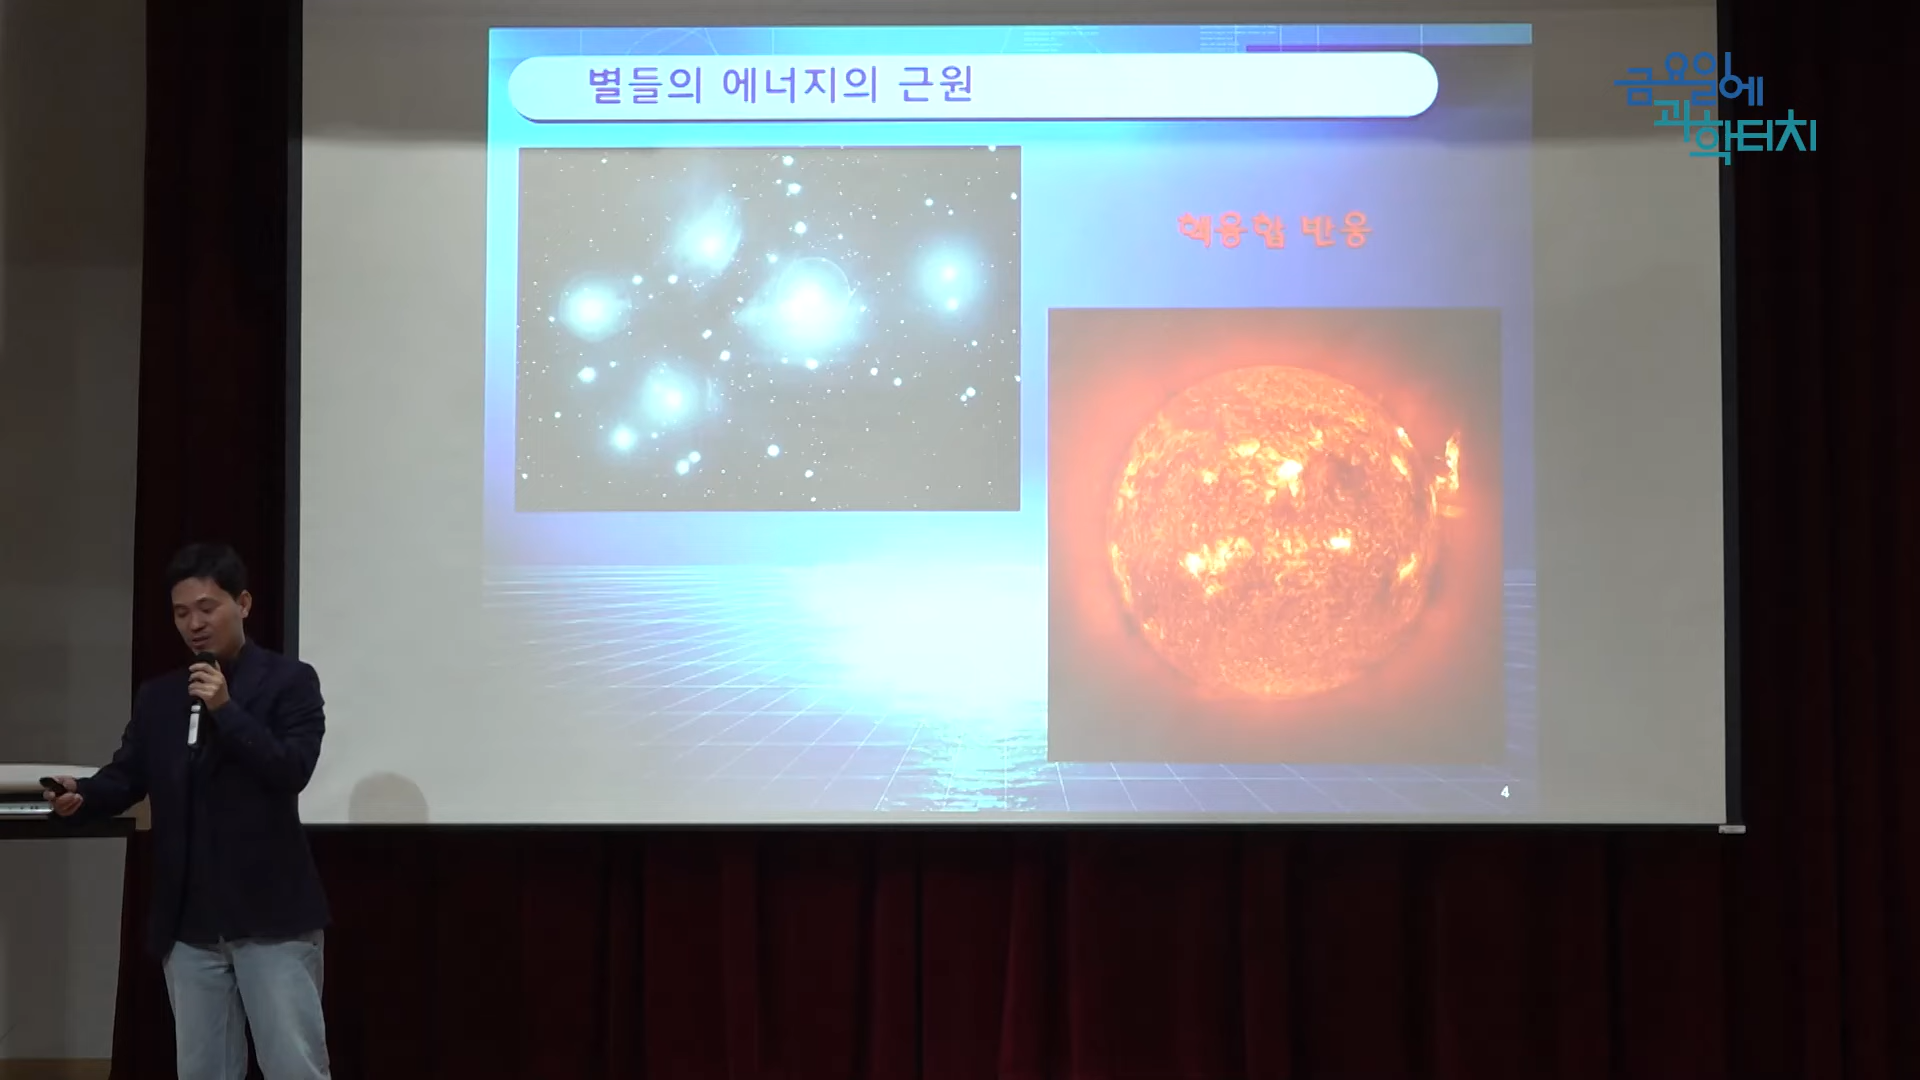 별들의 에너지의 근원
금요일에
과학터치
핵융합 반응
4